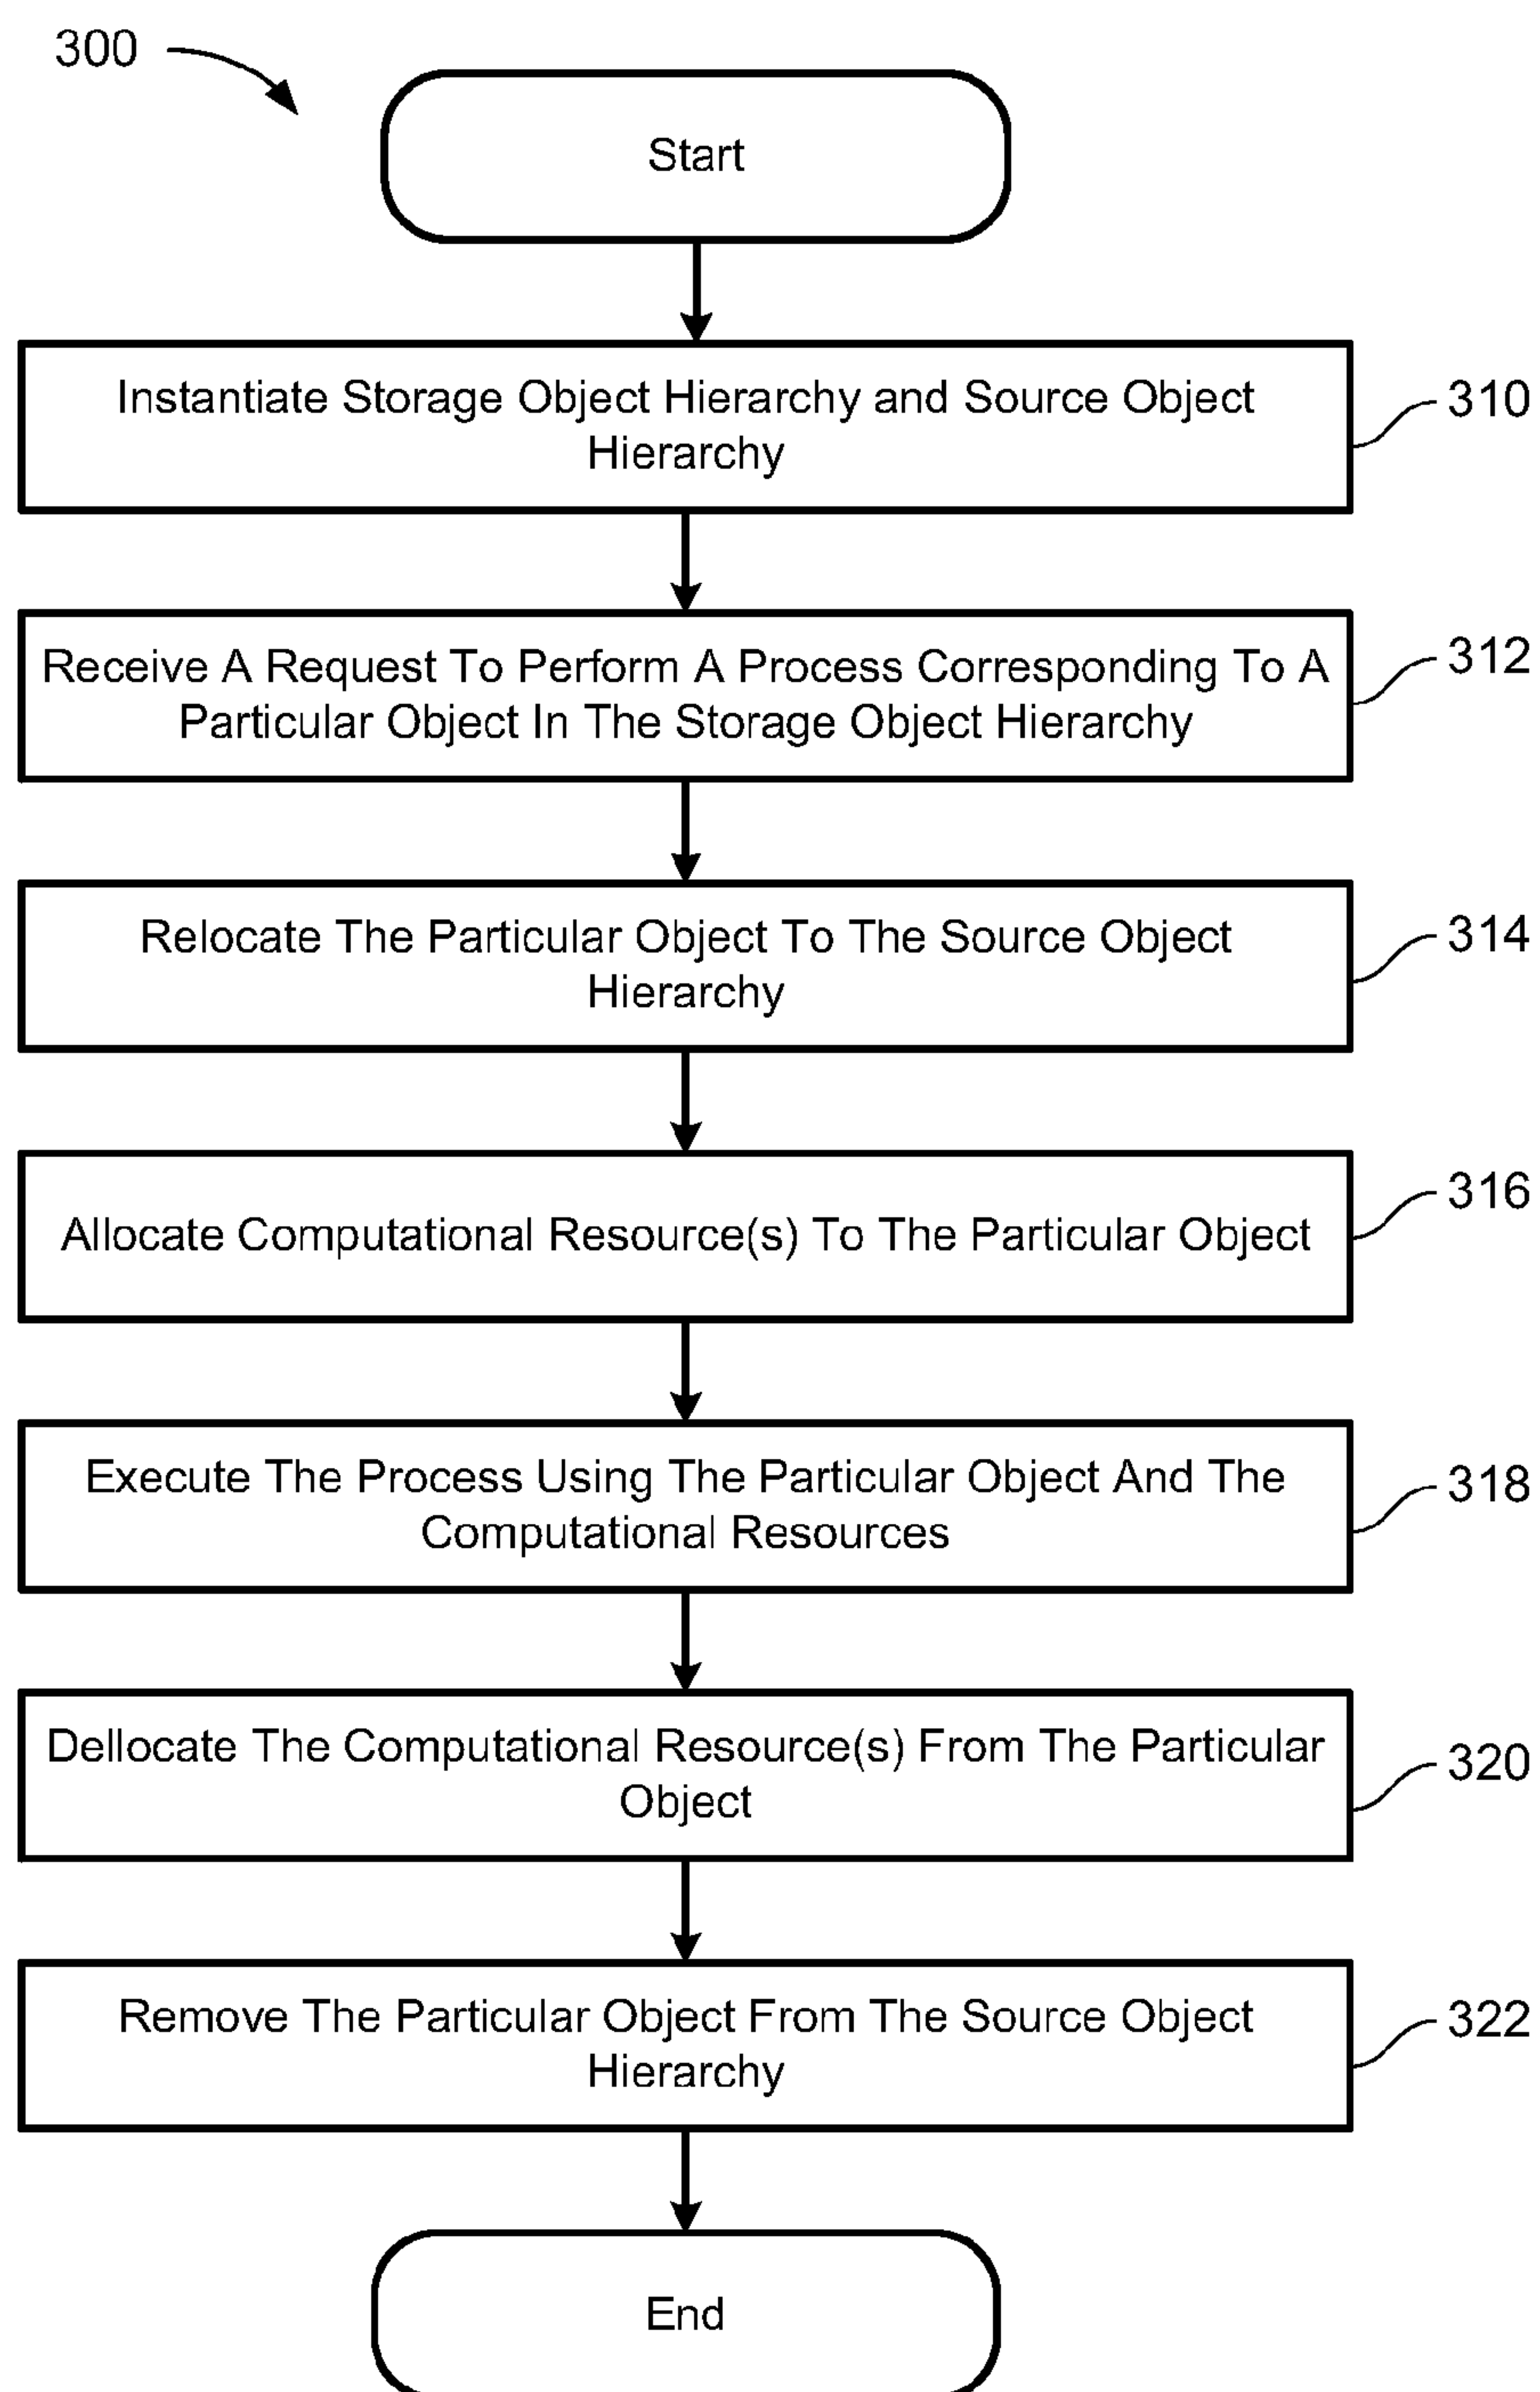 300
Start
Instantiate Storage Object Hierarchy and Source Object
Hierarchy
310
Receive A Request To Perform A Process Corresponding To A
Particular Object In The Storage Object Hierarchy
312
Relocate The Particular Object To The Source Object
Hierarchy
314
Allocate Computational Resource(s) To The Particular Object
316
Execute The Process Using The Particular Object And The
Computational Resources
318
Dellocate The Computational Resource(s) From The Particular
Object
320
Remove The Particular Object From The Source Object
Hierarchy
322
End